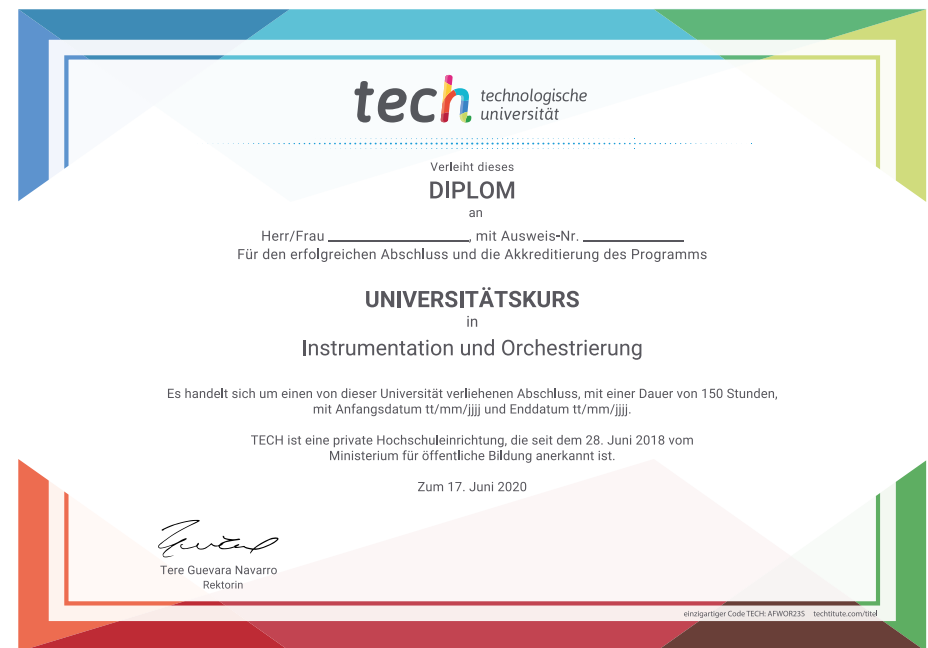 tech technologische
universität
Verleiht dieses
DIPLOM
an
Herr/Frau ________________, mit Ausweis-Nr. ____________
Für den erfolgreichen Abschluss und die Akkreditierung des Programms
UNIVERSITÄTSKURS
in
Instrumentation und Orchestrierung
Es handelt sich um einen von dieser Universität verliehenen Abschluss, mit einer Dauer von 150 Stunden,
mit Anfangsdatum tt/mm/jjjj und Enddatum tt/mm/jjjj.
TECH ist eine private Hochschuleinrichtung, die seit dem 28. Juni 2018 vom
Ministerium für öffentliche Bildung anerkannt ist.
Zum 17. Juni 2020
Tere Guevara Navarro
Rektorin
einzigartiger Code TECH: AFWOR23S techtitute.com/titel